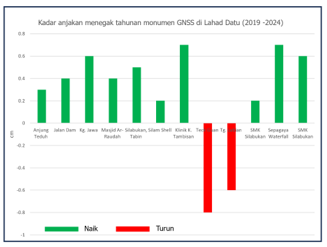 Kadar anjakan menegak tahunan monumen GNSS di Lahad Datu (2019 -2024)
0.8
0.6
0.4
0.2
0
-0.2
-0.4
-0.6
-0.8
-1
cm
Anjung Jalan Dam Kg. Jawa Masjid Ar- Silabukan, Silam Shell Klinik K. Tg. SMK Sepagaya SMK
Teduh Raudah Tabin Tambisan Silabukan Waterfall Silabukan
Naik Turun